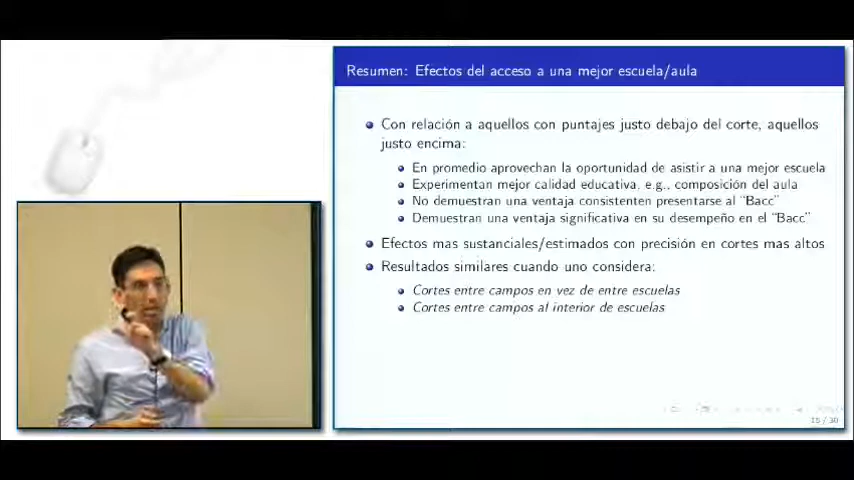 Resumen: Efectos del acceso a una mejor escuela/aula
Con relación a aquellos con puntajes justo debajo del corte, aquellos
justo encima:
En promedio aprovechan la oportunidad de asistir a una mejor escuela
Experimentan mejor calidad educativa, e.g., composición del aula
No demuestran una ventaja consistenten presentarse al "Bacc"
Demuestran una ventaja significativa en su desempeño en el "Bacc"
Efectos mas sustanciales/estimados con precisión en cortes mas altos
Resultados similares cuando uno considera:
Cortes entre campos en vez de entre escuelas
Cortes entre campos al interior de escuelas
15 / 30